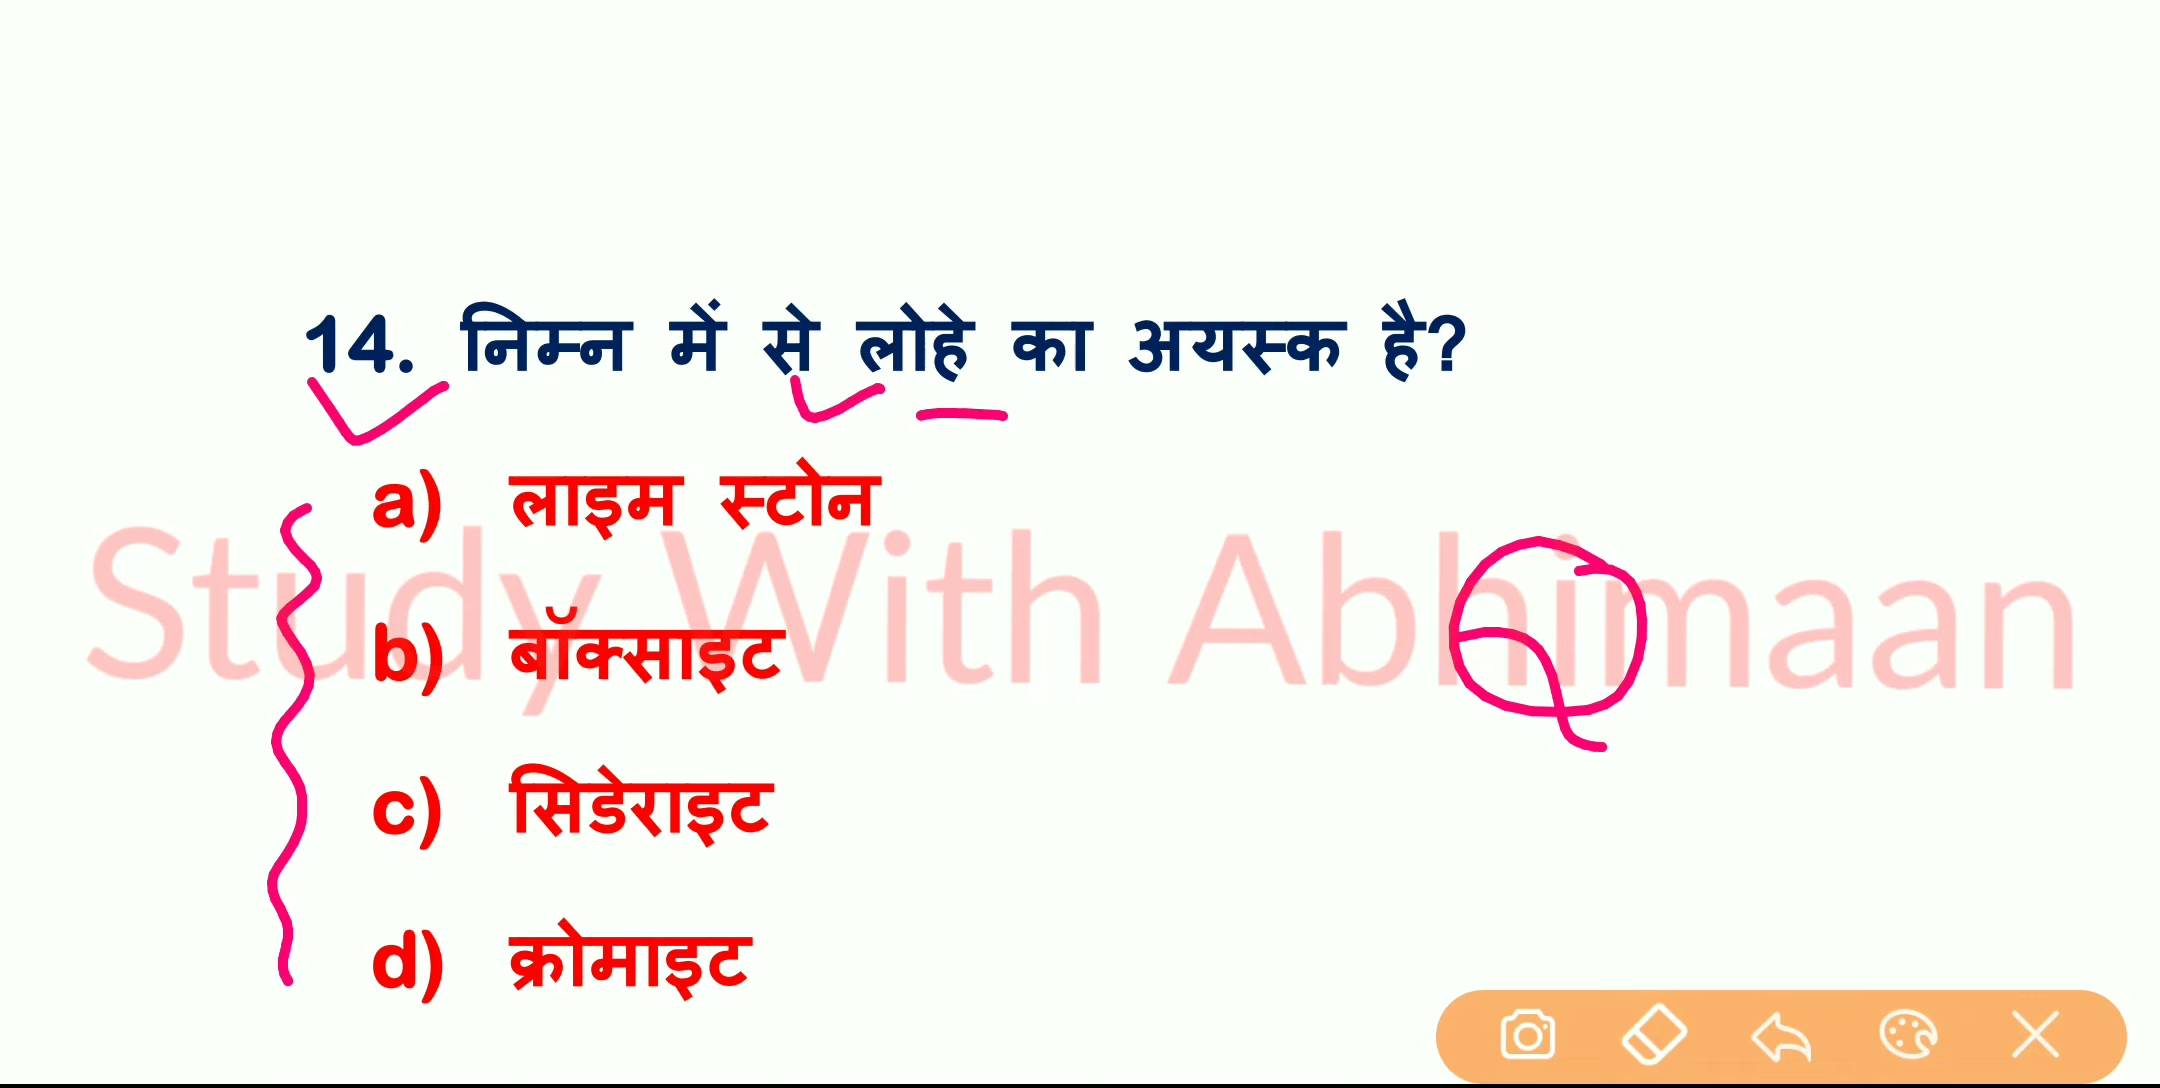 14. निम्न में से लोहे का अयस्क है?
a) लाइम स्टोन
Study With Abhimaan
b) बॉक्साइट
c) सिडेराइट
d) क्रोमाइट